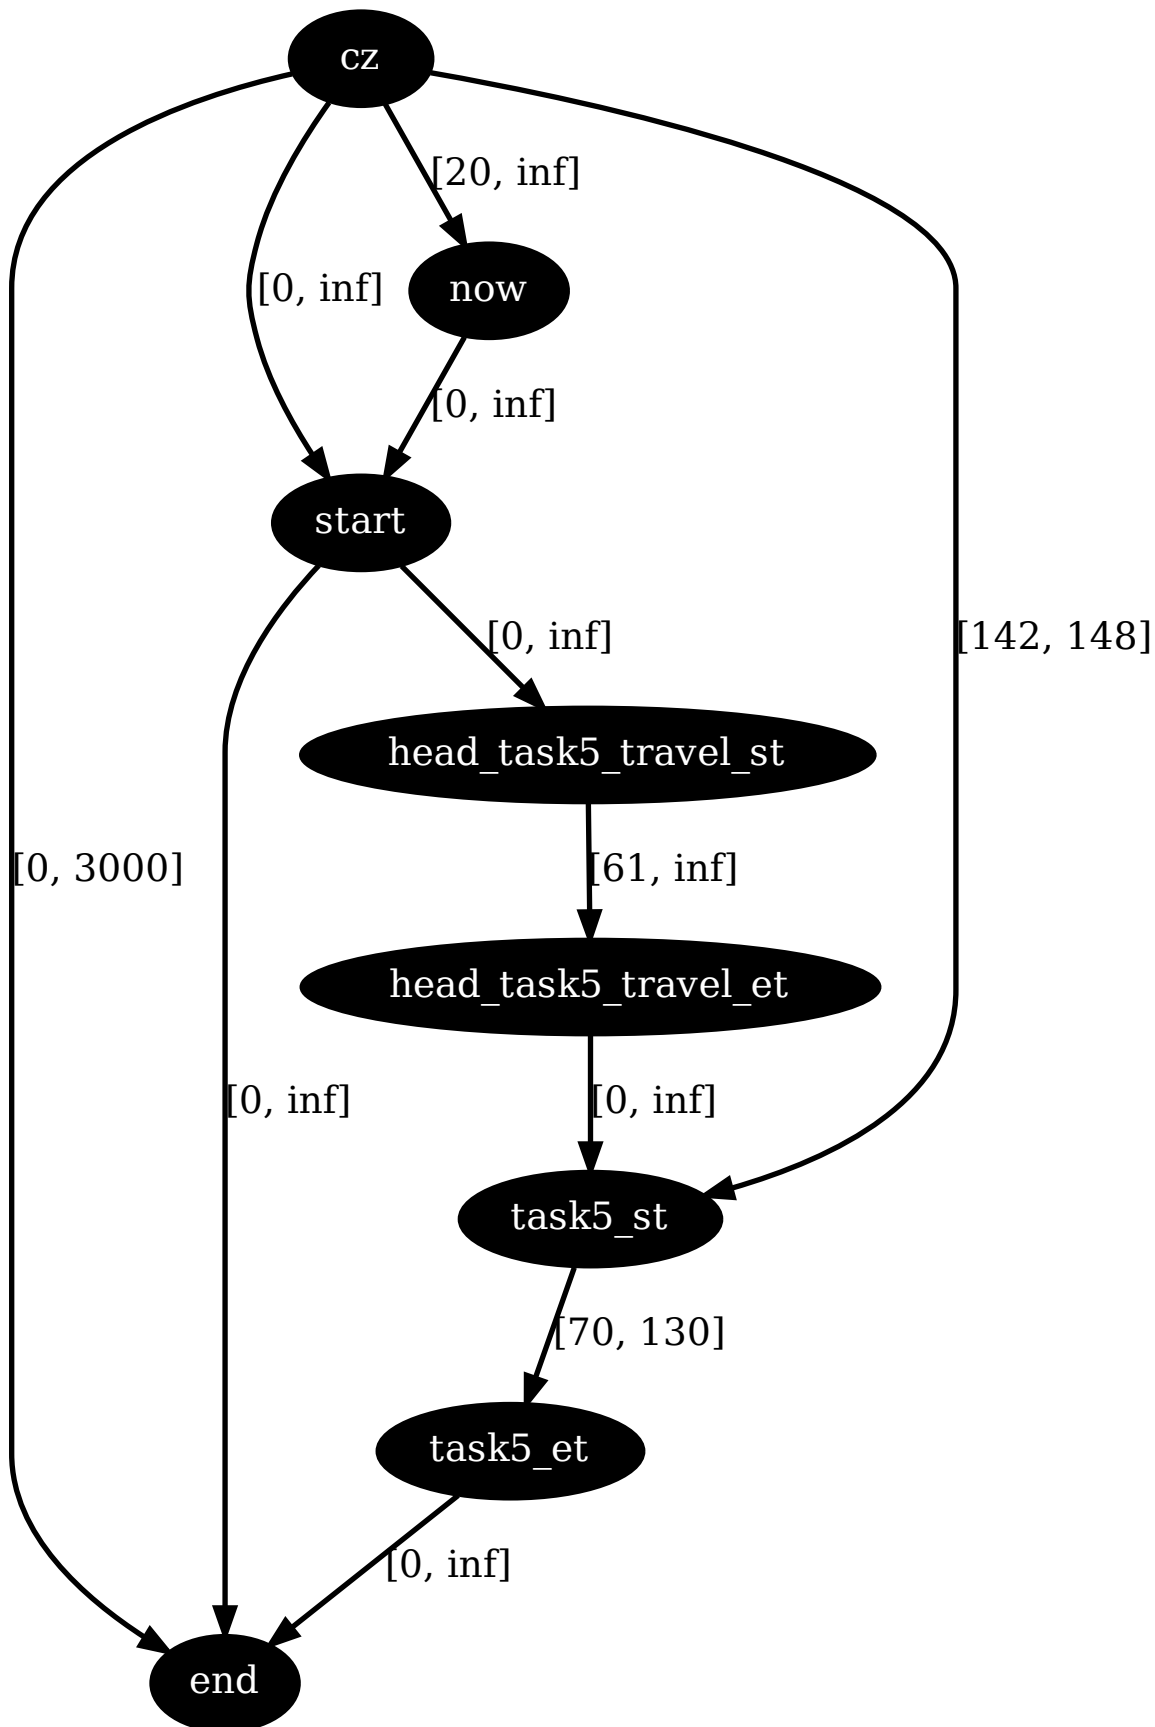 cz
[20, inf]
[0, inf]
now
[0, inf]
start
[0, inf]
[142, 148]
head_task5_travel_st
[0, 3000]
[61, inf]
head_task5_travel_et
[0, inf]
[0, inf]
task5_st
[70, 130]
task5_et
[0, inf]
end